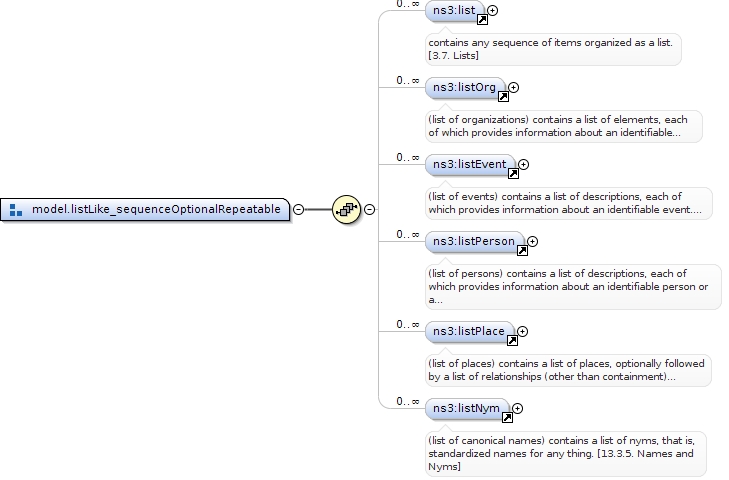 0..∞
ns3:list
contains any sequence of items organized as a list.
[3.7. Lists]
0..∞
ns3:listOrg
(list of organizations) contains a list of elements, each
of which provides information about an identifiable...
0..∞
ns3:listEvent
(list of events) contains a list of descriptions, each of
which provides information about an identifiable event....
model.listLike_sequenceOptionalRepeatable
0..∞
ns3:listPerson
(list of persons) contains a list of descriptions, each of
which provides information about an identifiable person or
a...
0..∞
ns3:listPlace
(list of places) contains a list of places, optionally followed
by a list of relationships (other than containment)...
0..∞
ns3:listNym
(list of canonical names) contains a list of nyms, that is,
standardized names for any thing. [13.3.5. Names and
Nyms]